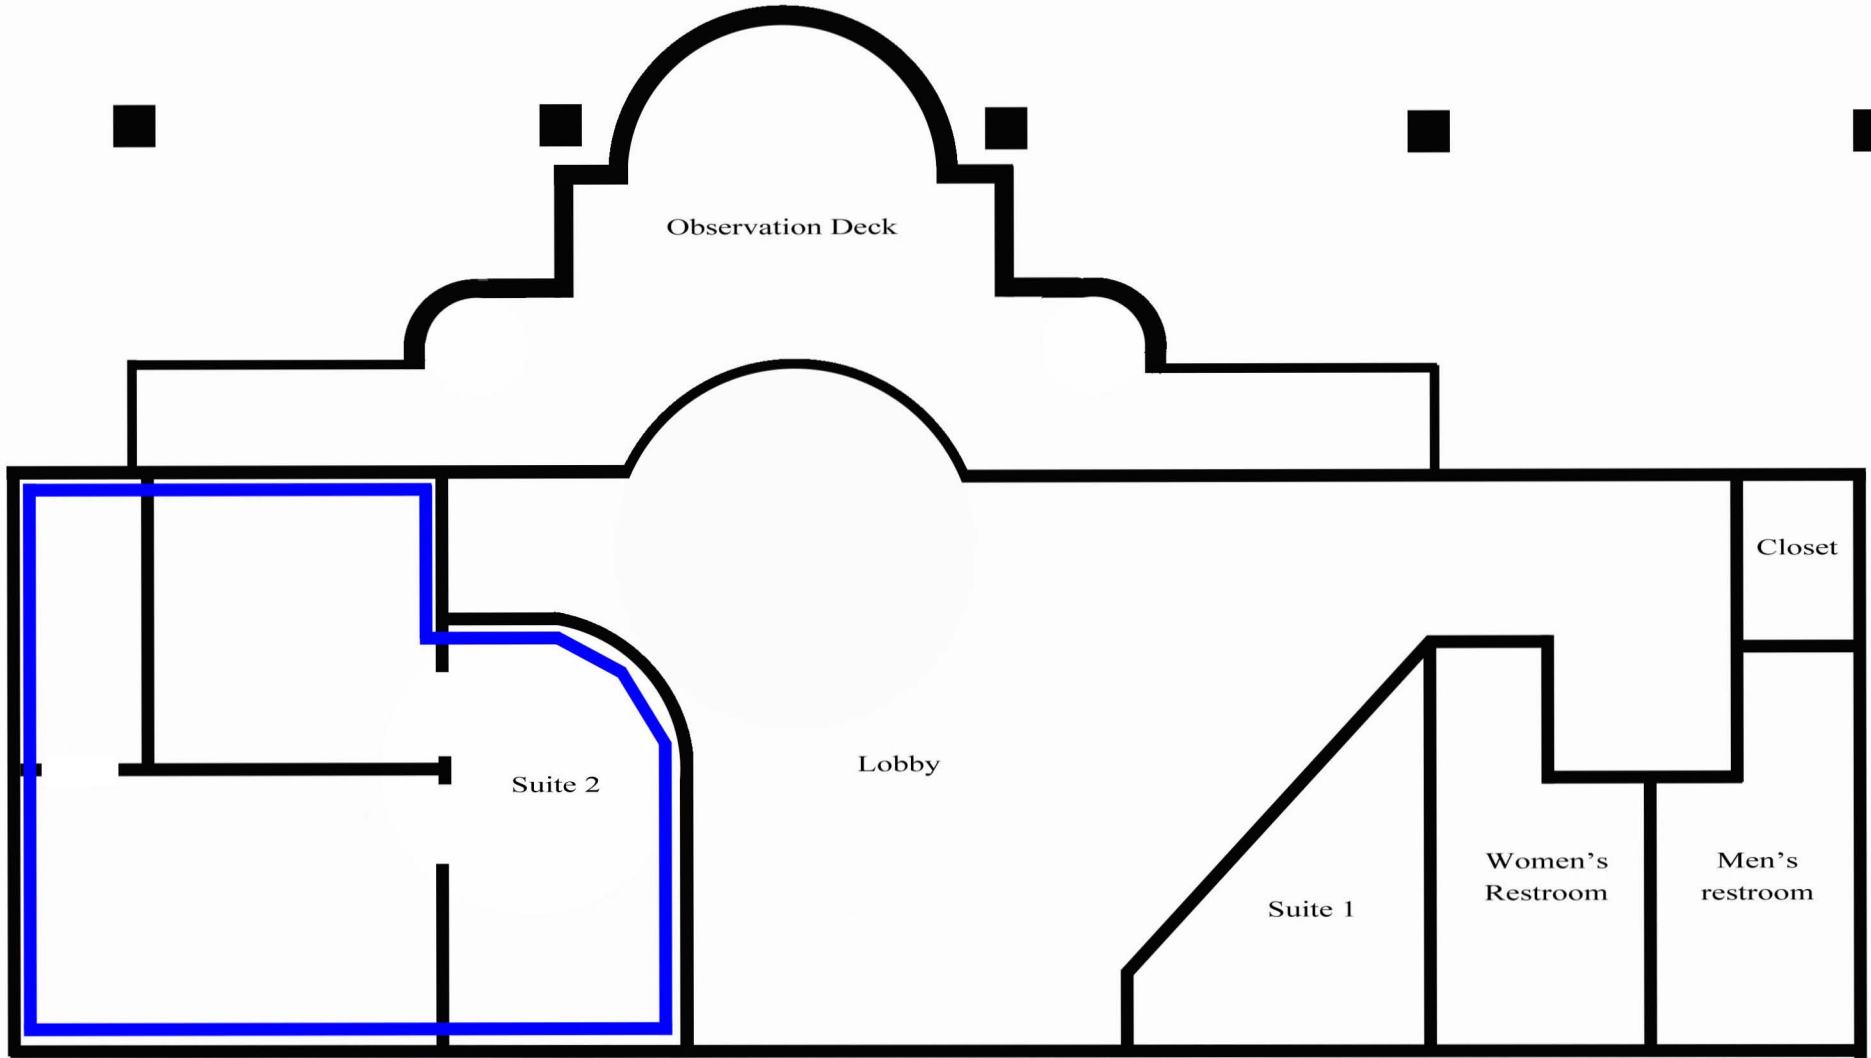 Observation Deck
Closet
Lobby
Suite 2
Women’s
Restroom
Men’s
restroom
Suite 1